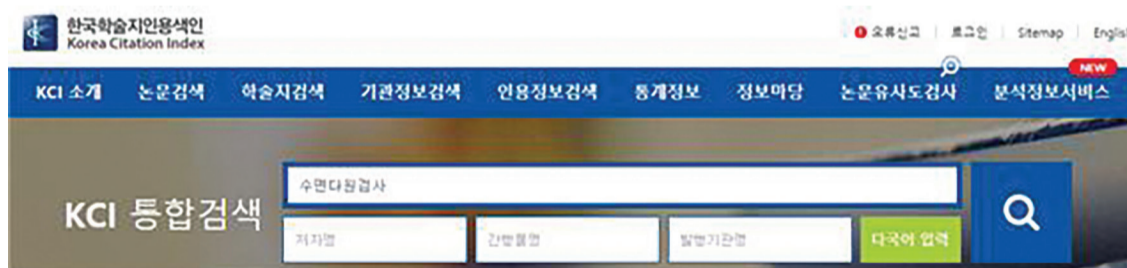 한국학술지인용색인
Korea Citation Index
오류신고 로그인 Sitemap English
NEW
KCI 소개 논문검색 학술지검색 기관정보검색 인용정보검색 통계정보 정보마당 논문유사도검사 분석정보서비스
수면다원검사
KCI 통합검색
저자명 간행물명 발행기관명 다국어 입력